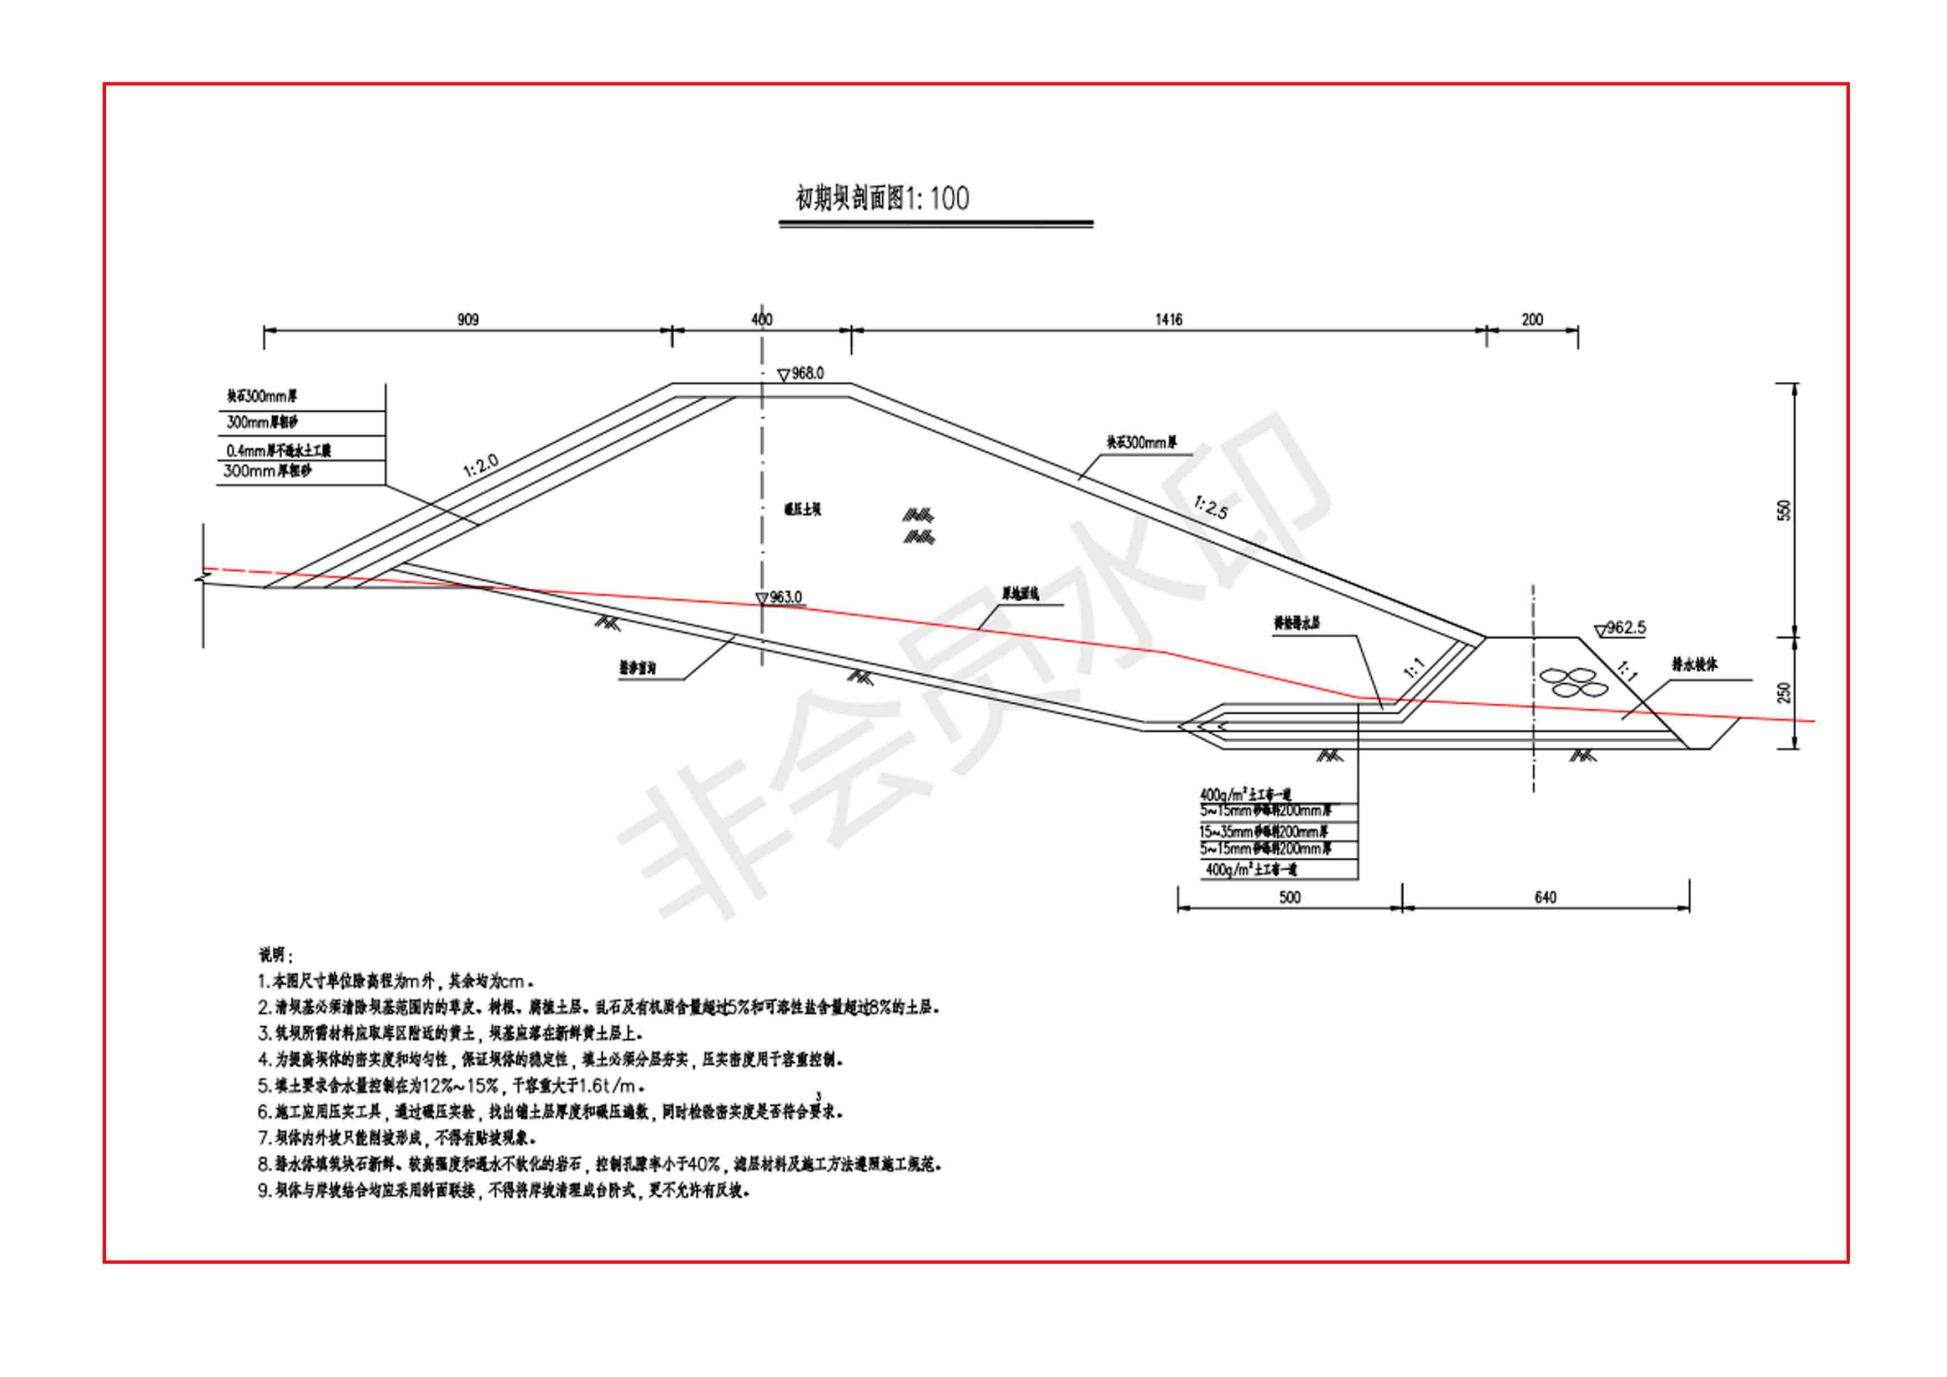 初期坝剖面图1:100
909
400
1416
200
968.0
块石300mm厚
300mm厚粗砂
0.4mm厚不透水土工膜
300mm厚粗砂
1:2.0
块石300mm厚
1:2.5
碾压土坝
550
963.0
原地面线
褥垫排水层
962.5
1:1
1:1
排水棱体
250
排渗盲沟
400g/m²土工布一道
5~15mm砂砾料200mm厚
15~35mm砂砾料200mm厚
5~15mm砂砾料200mm厚
400g/m²土工布一道
500
640
非会员水印
说明：
1.本图尺寸单位除高程为m外，其余均为cm。
2.清坝基必须清除坝基范围内的草皮、树根、腐植土层、乱石及有机质含量超过5%和可溶性盐含量超过8%的土层。
3.筑坝所需材料应取库区附近的黄土，坝基应落在新鲜黄土层上。
4.为提高坝体的密实度和均匀性，保证坝体的稳定性，填土必须分层夯实，压实密度用干容重控制。
5.填土要求含水量控制在为12%~15%，干容重大于1.6t/m。
3
6.施工应用压实工具，通过碾压实验，找出铺土层厚度和碾压遍数，同时检验密实度是否符合要求。
7.坝体内外坡只能削坡形成，不得有贴坡现象。
8.排水体填筑块石新鲜、较高强度和遇水不软化的岩石，控制孔隙率小于40%，滤层材料及施工方法遵照施工规范。
9.坝体与岸坡结合均应采用斜面联接，不得将岸坡清理成台阶式，更不允许有反坡。